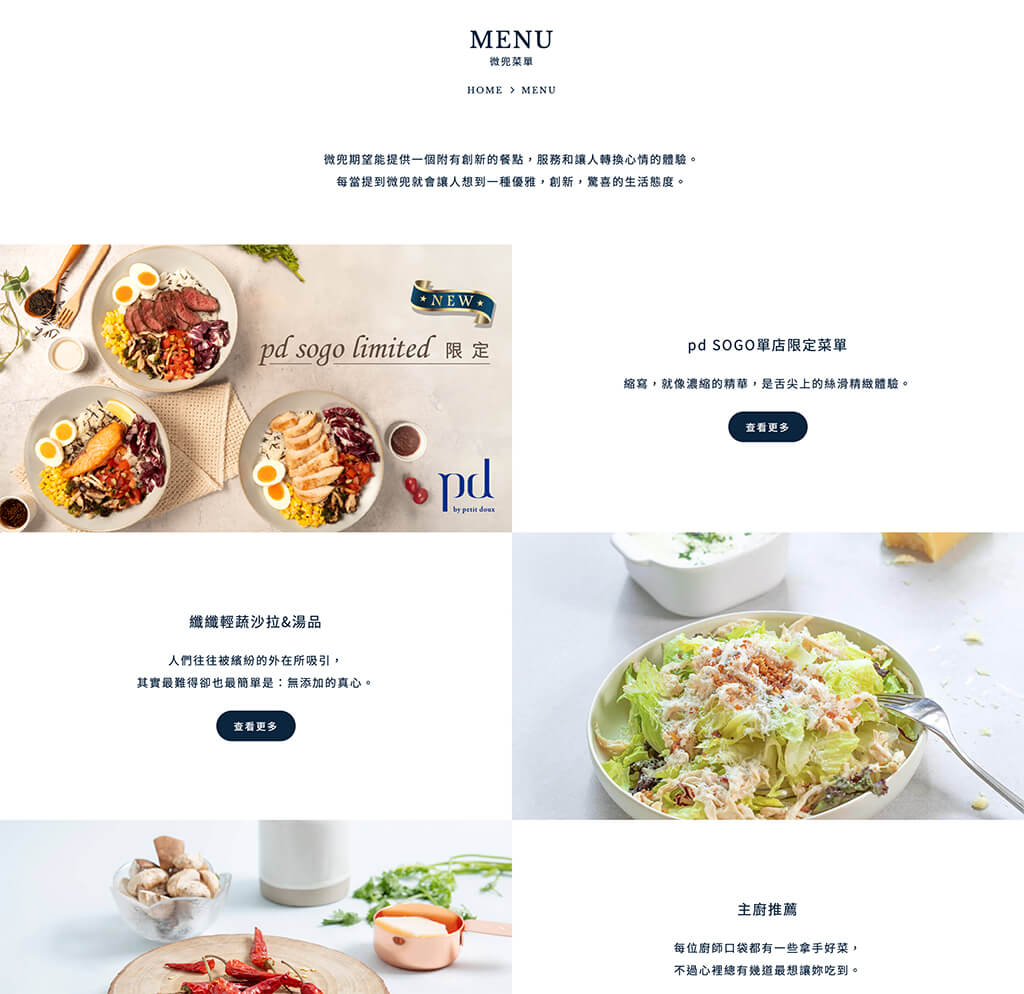 MENU
微兜菜單
HOME > MENU
微兜期望能提供一個附有創新的餐點，服務和讓人轉換心情的體驗。
每當提到微兜就會讓人想到一種優雅，創新，驚喜的生活態度。
NEW
pd sogo limited 限定
pd
by petit doux
pd SOGO單店限定菜單
縮寫，就像濃縮的精華，是舌尖上的絲滑精緻體驗。
查看更多
纖纖輕蔬沙拉&湯品
人們往往被繽紛的外在所吸引，
其實最難得卻也最簡單是：無添加的真心。
查看更多
主廚推薦
每位廚師口袋都有一些拿手好菜，
不過心裡總有幾道最想讓妳吃到。